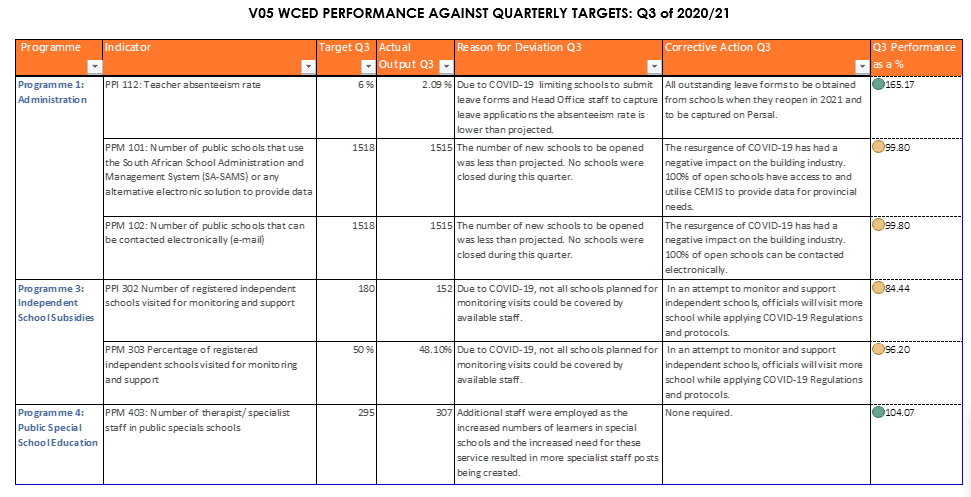 V05 WCED PERFORMANCE AGAINST QUARTERLY TARGETS: Q3 of 2020/21
Programme
Indicator
Target Q3
Actual
Output Q3
Reason for Deviation Q3
Corrective Action Q3
Q3 Performance
as a %
Programme 1:
Administration
PPI 112: Teacher absenteeism rate
6%
2.09%
Due to COVID-19 limiting schools to submit
leave forms and Head Office staff to capture
leave applications the absenteeism rate is
lower than projected.
All outstanding leave forms to be obtained
from schools when they reopen in 2021 and
to be captured on Persal.
165.17
PPM 101: Number of public schools that use
the South African School Administration and
Management System (SA-SAMS) or any
alternative electronic solution to provide data
1518
1515
The number of new schools to be opened
was less than projected. No schools were
closed during this quarter.
The resurgence of COVID-19 has had a
negative impact on the building industry.
100% of open schools have access to and
utilise CEMIS to provide data for provincial
needs.
99.80
PPM 102: Number of public schools that can
be contacted electronically (e-mail)
1518
1515
The number of new schools to be opened
was less than projected. No schools were
closed during this quarter.
The resurgence of COVID-19 has had a
negative impact on the building industry.
100% of open schools can be contacted
electronically.
99.80
Programme 3:
Independent
School Subsidies
PPI 302 Number of registered independent
schools visited for monitoring and support
180
152
Due to COVID-19, not all schools planned for
monitoring visits could be covered by
available staff.
In an attempt to monitor and support
independent schools, officials will visit more
school while applying COVID-19 Regulations
and protocols.
84.44
PPM 303 Percentage of registered
independent schools visited for monitoring
and support
50%
48.10%
Due to COVID-19, not all schools planned for
monitoring visits could be covered by
available staff.
In an attempt to monitor and support
independent schools, officials will visit more
school while applying COVID-19 Regulations
and protocols.
96.20
Programme 4:
Public Special
School Education
PPM 403: Number of therapist/ specialist
staff in public specials schools
295
307
Additional staff were employed as the
increased numbers of learners in special
schools and the increased need for these
service resulted in more specialist staff posts
being created.
None required.
104.07